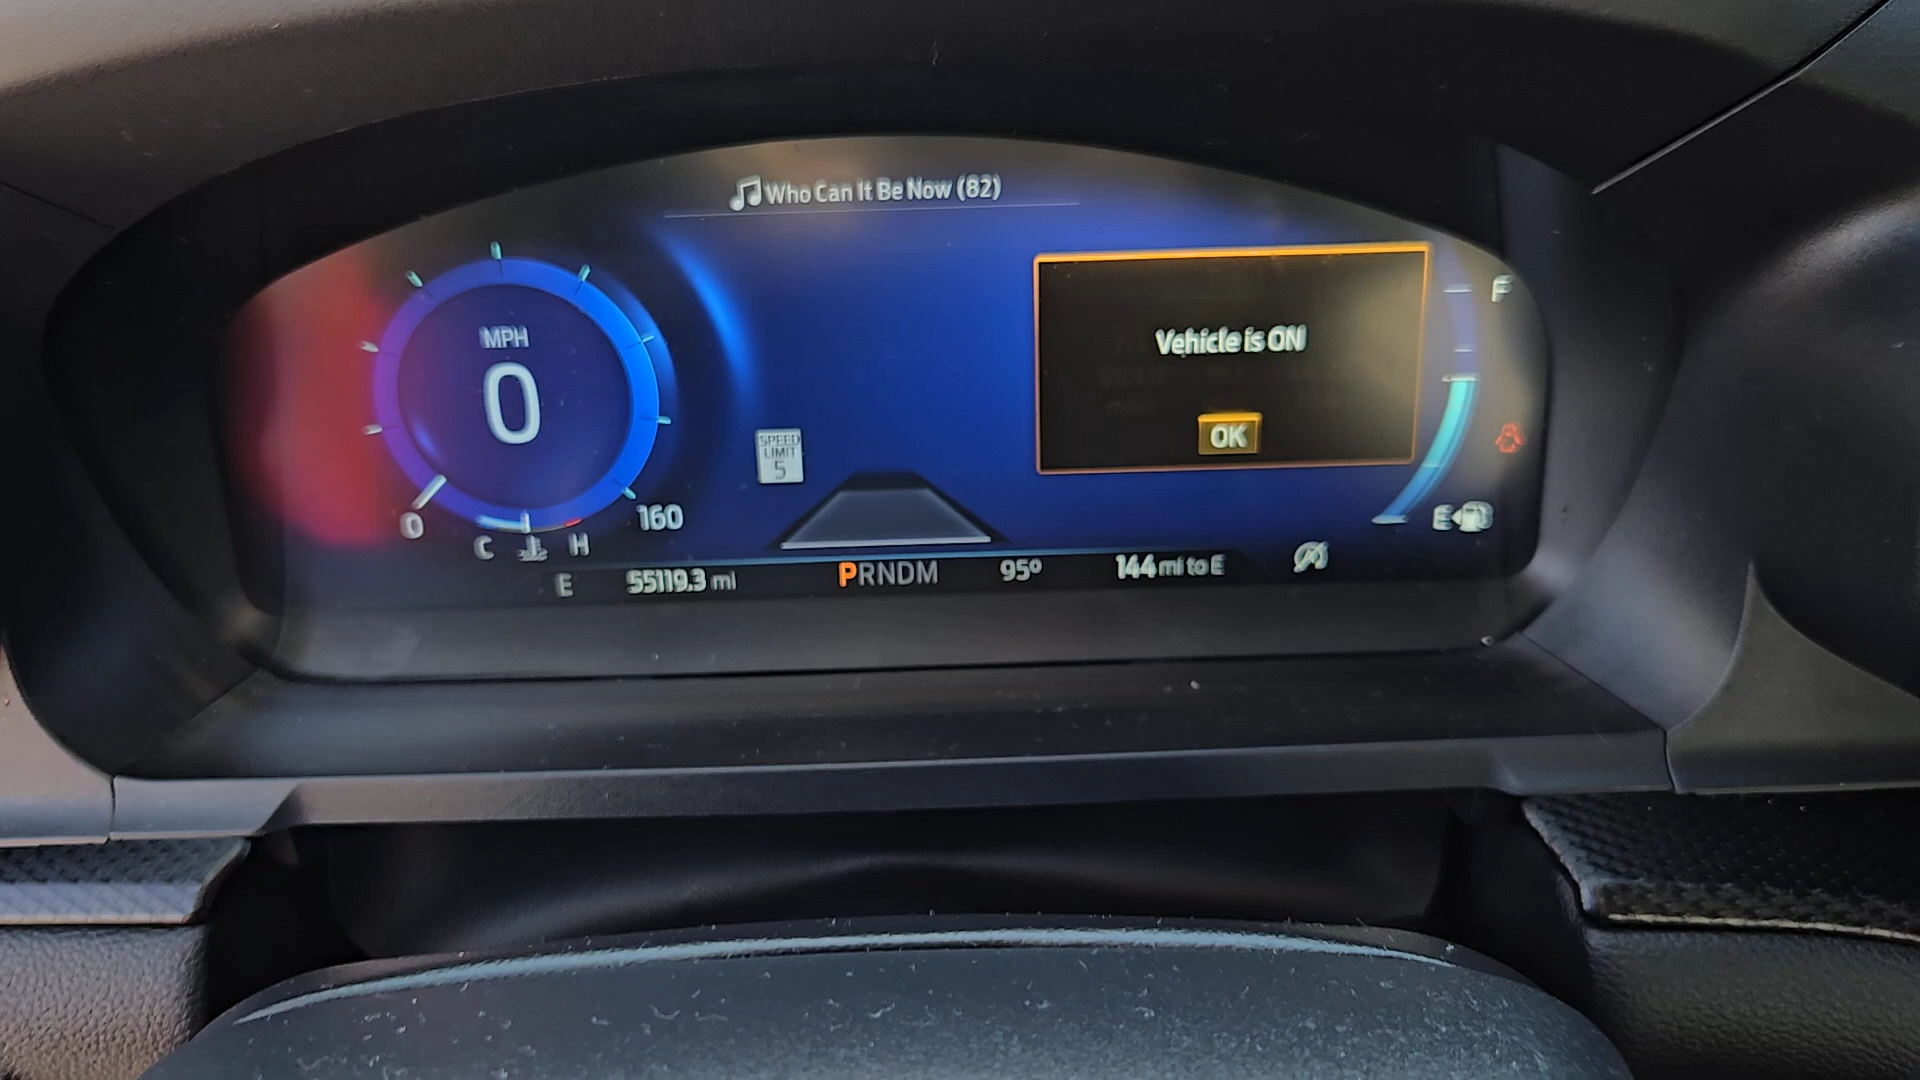 Who Can It Be Now (82)
MPH
0
SPEED
LIMIT
5
Vehicle is ON
OK
F
0
160
C
H
E
E
55119.3 mi
PRNDM
95º
144 mi to E